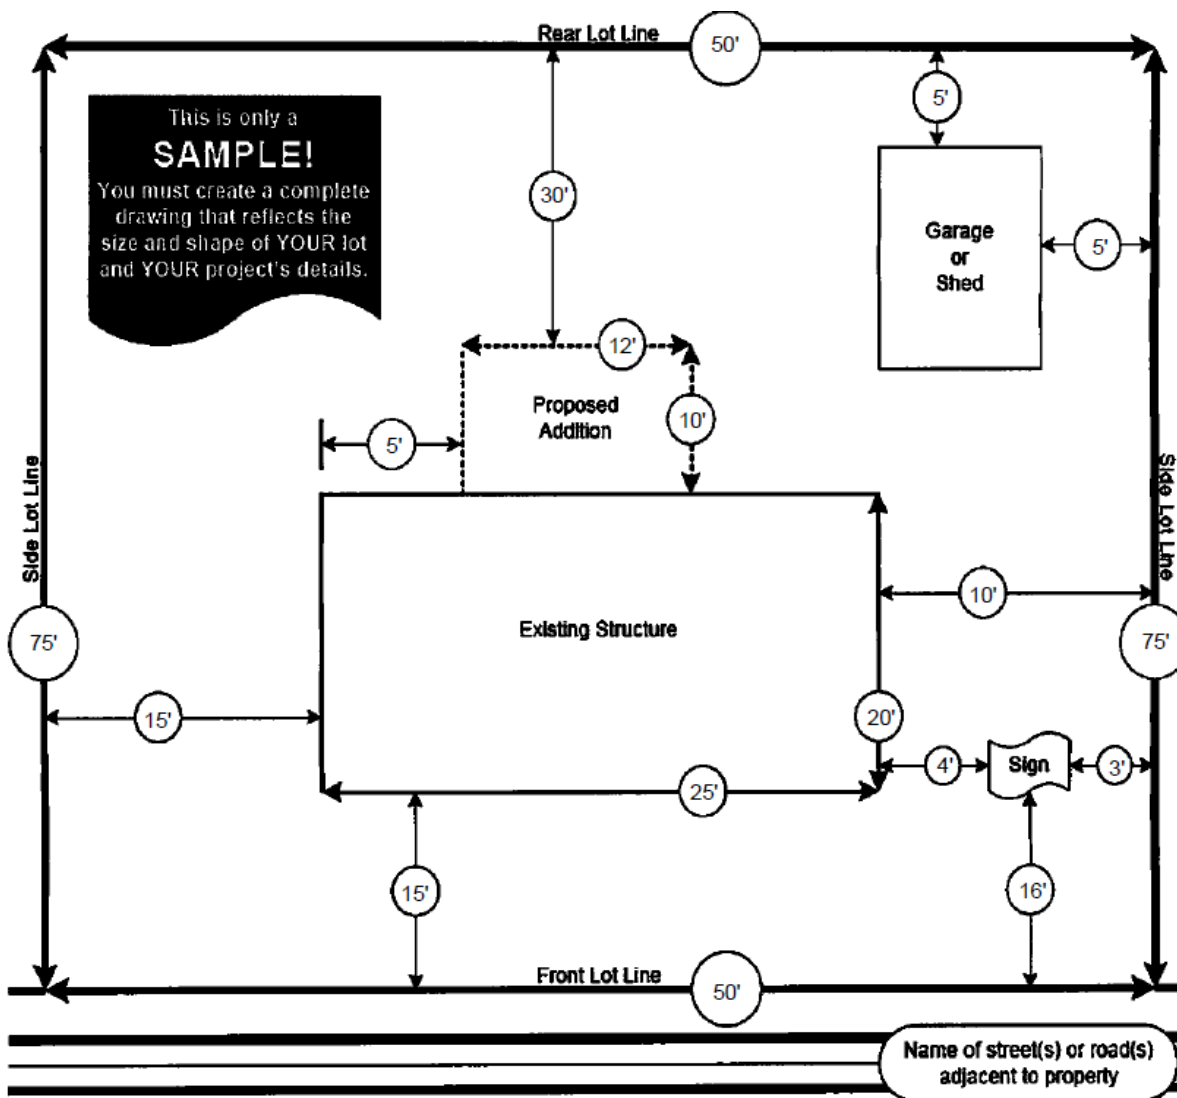 Rear Lot Line
50'
5'
This is only a
SAMPLE!
You must create a complete
drawing that reflects the
size and shape of YOUR lot
and YOUR project's details.
30'
Garage
or
Shed
5'
12'
Proposed
Addition
10'
5'
Side Lot Line
Side Lot Line
10'
Existing Structure
75'
75'
15'
20'
4'
Sign
3'
25'
15'
16'
Front Lot Line
50'
Name of street(s) or road(s)
adjacent to property